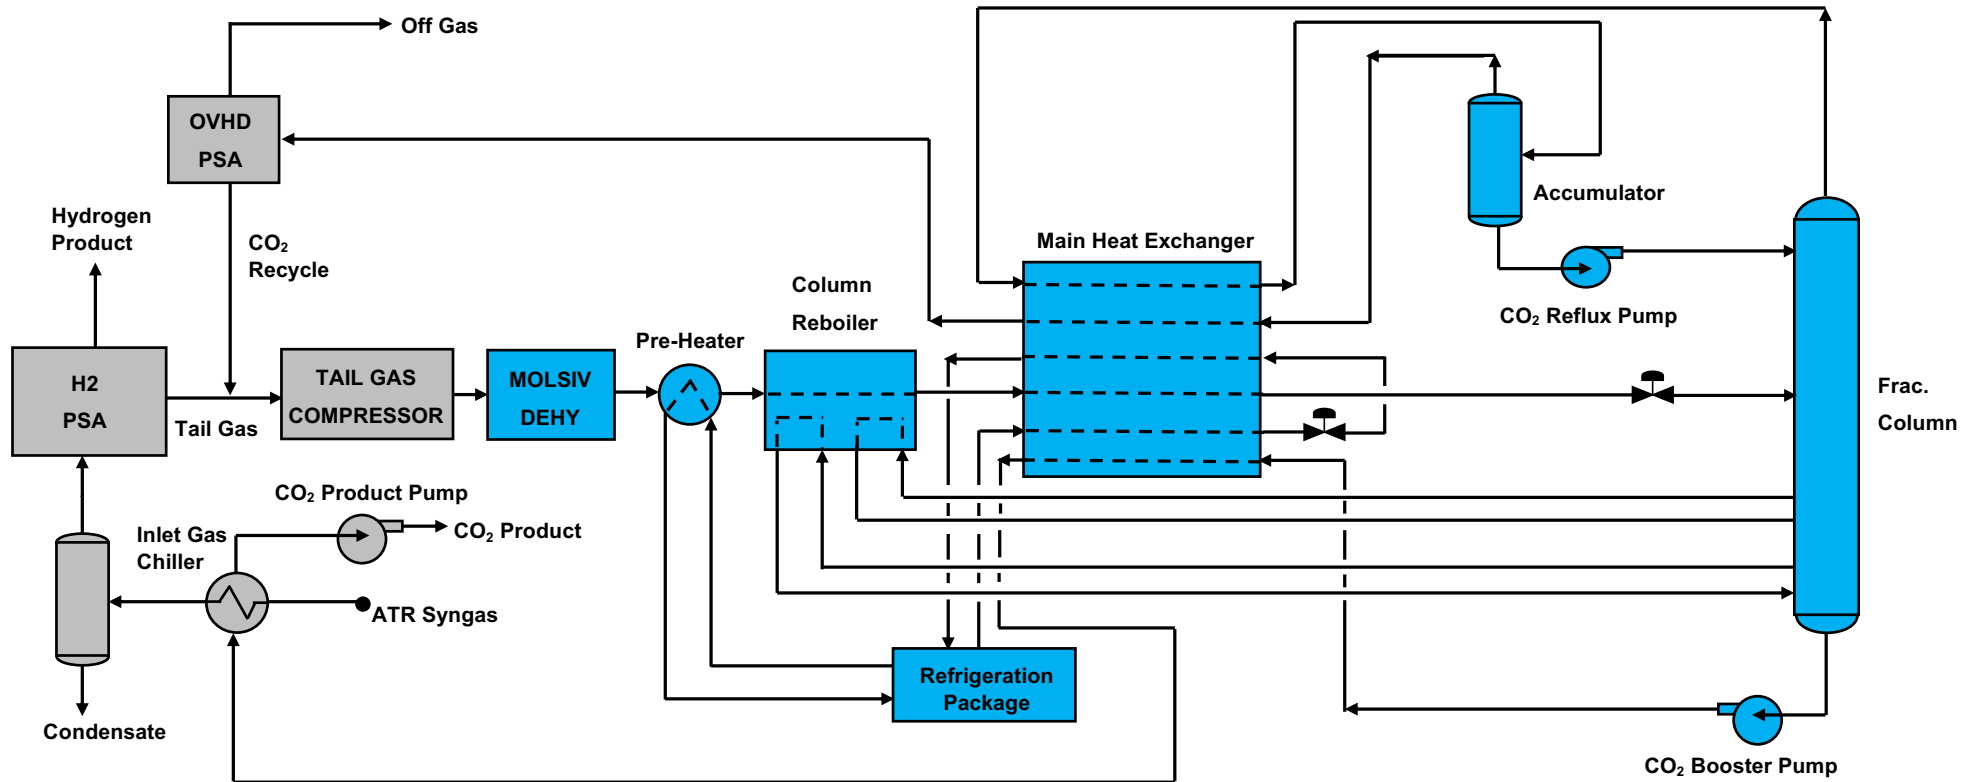 Off Gas
OVHD
PSA
Accumulator
Hydrogen
Product
CO₂
Recycle
Main Heat Exchanger
Column
Reboiler
CO₂ Reflux Pump
Pre-Heater
H2
PSA
TAIL GAS
COMPRESSOR
MOLSIV
DEHY
Frac.
Column
Tail Gas
CO₂ Product Pump
CO₂ Product
Inlet Gas
Chiller
ATR Syngas
Refrigeration
Package
Condensate
CO₂ Booster Pump